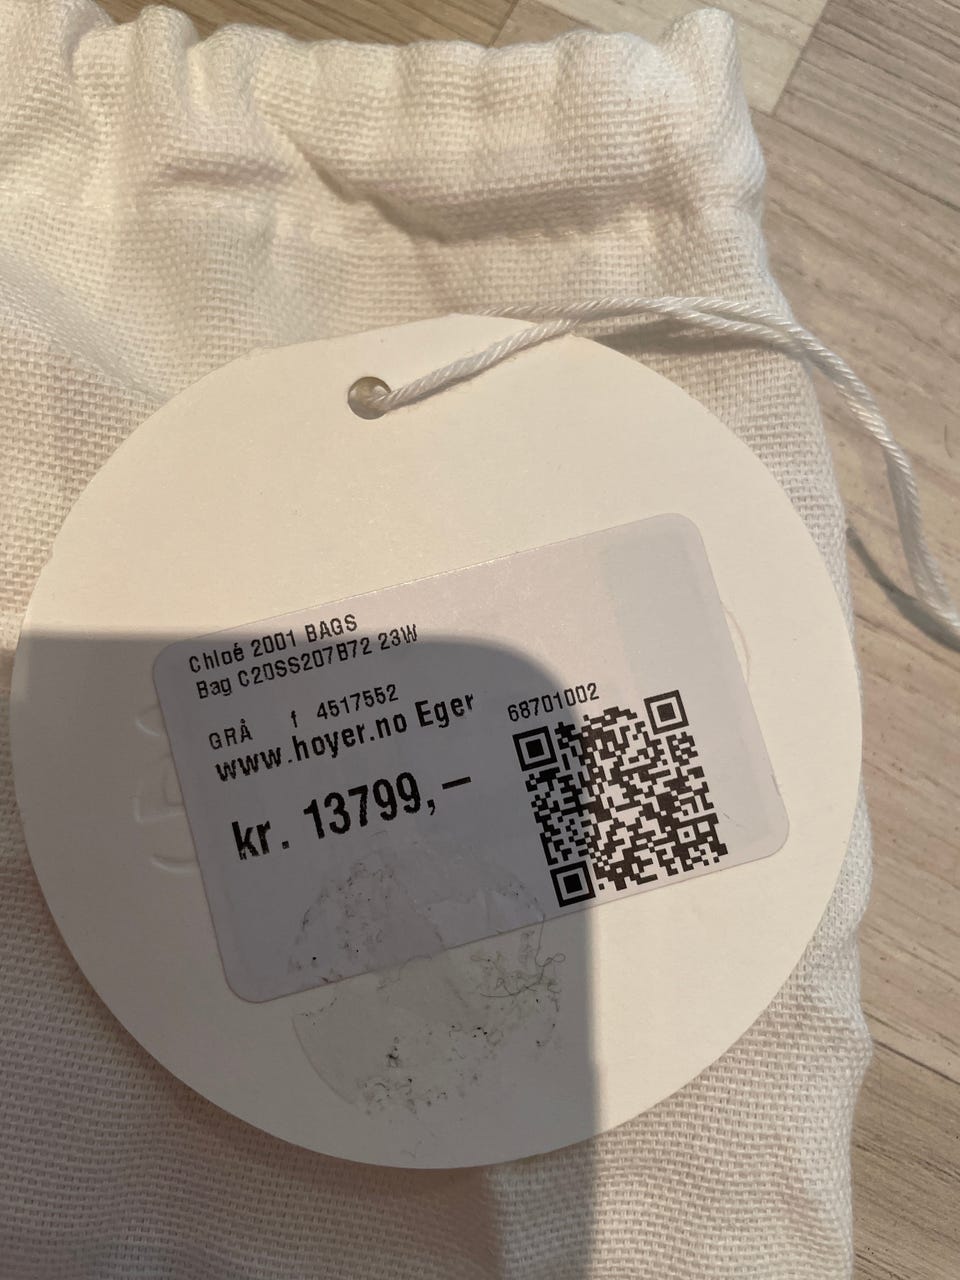 Chloé 2001 BAGS
Bag C20SS207B72 23W
GRÅ f 4517552
www.hoyer.no Eger
68701002
kr. 13799,–